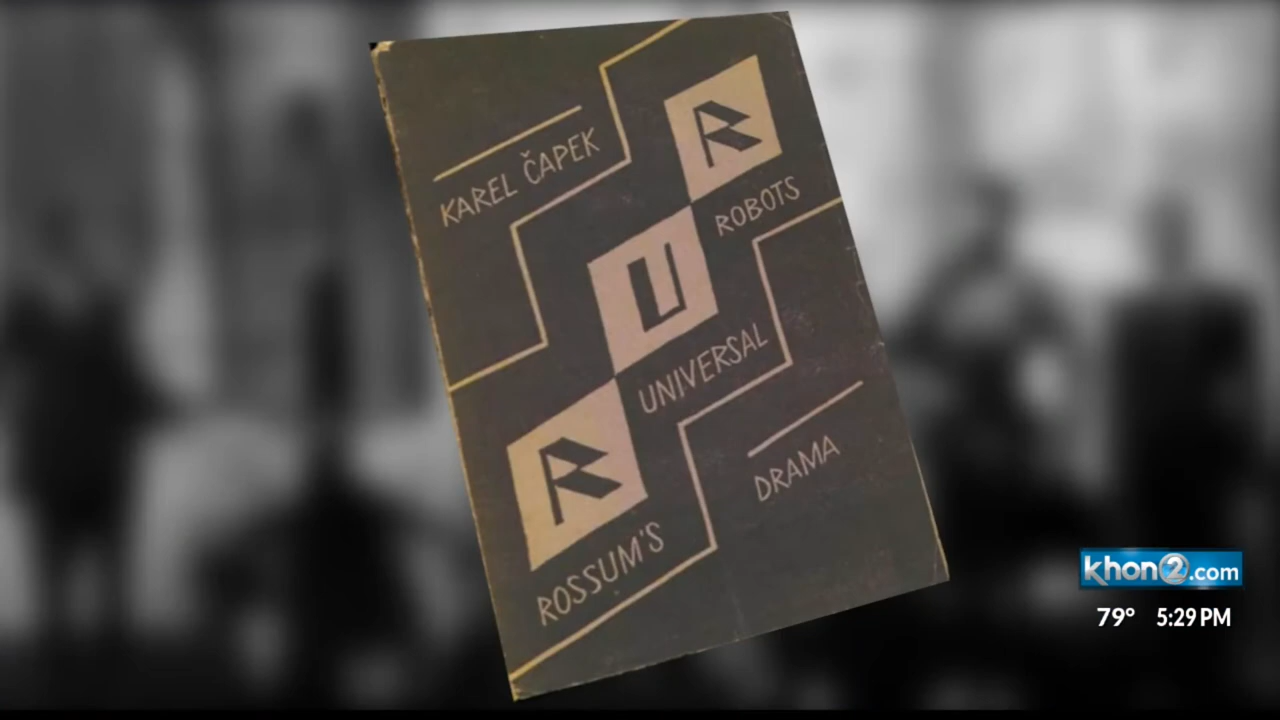 KAREL ČAPEK
R
ROBOTS
U
UNIVERSAL
R
ROSSUM'S
DRAMA
khon2.com
79° 5:29 PM